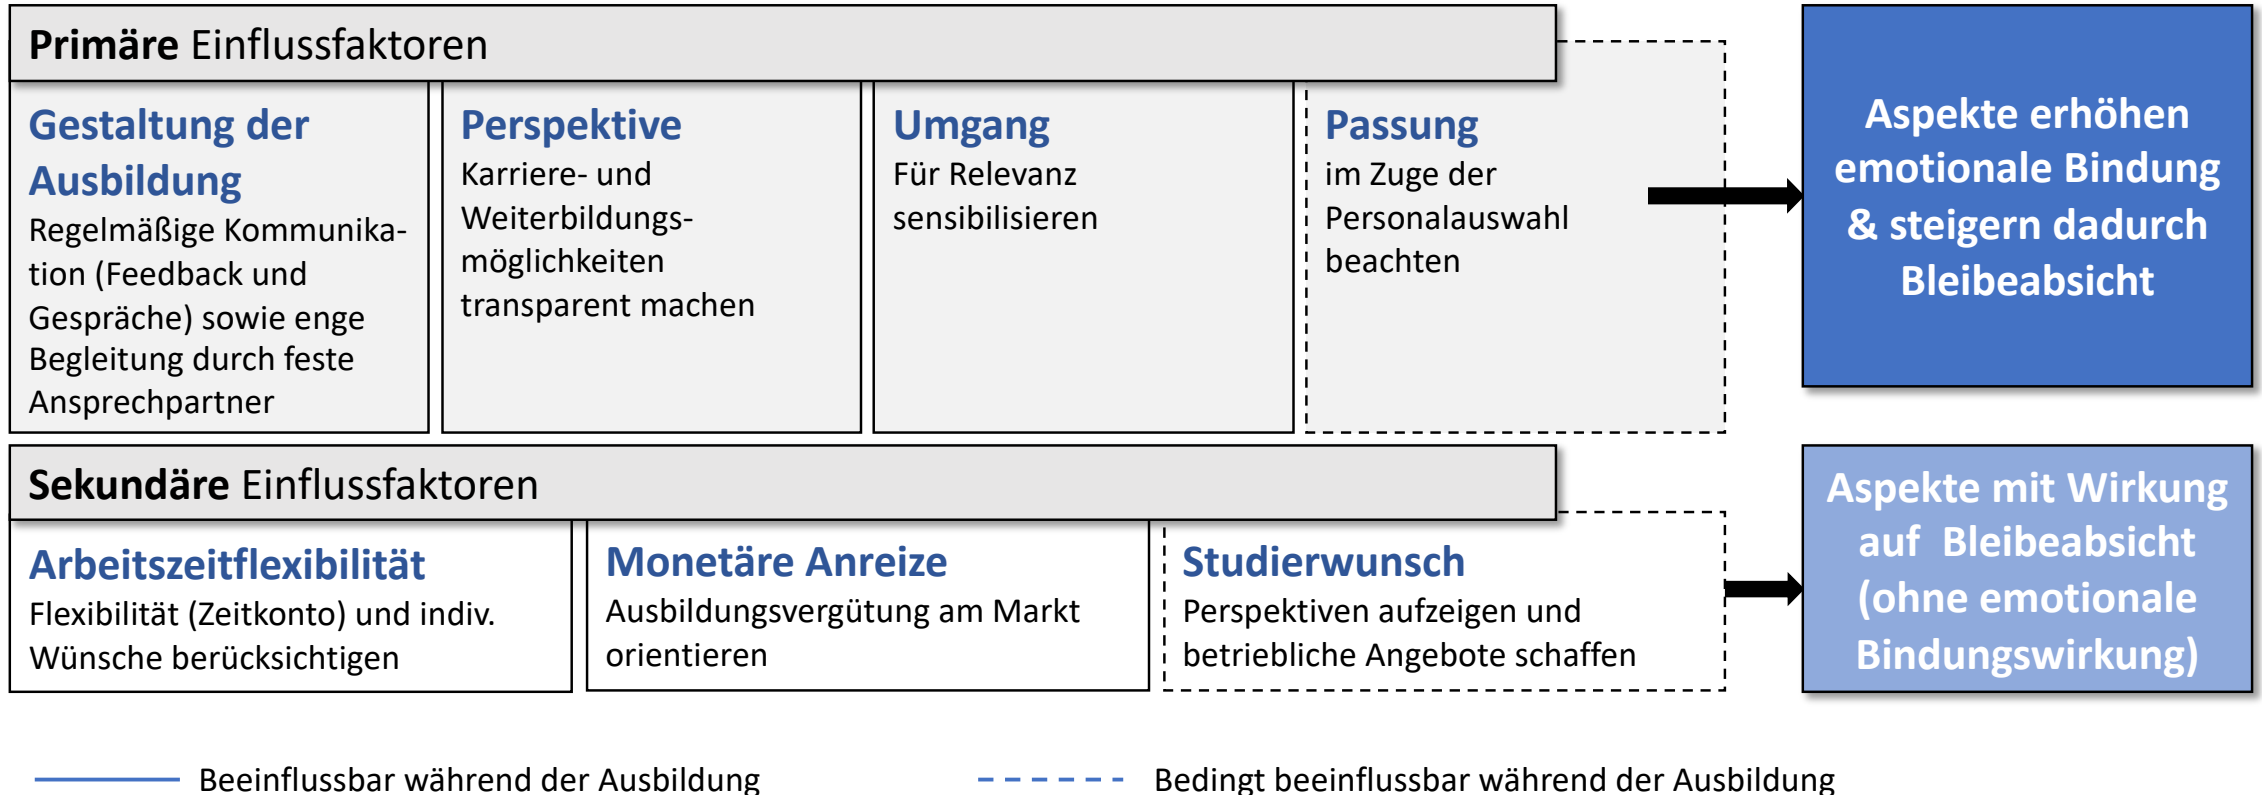 Primäre Einflussfaktoren
Gestaltung der
Ausbildung
Regelmäßige Kommunika-
tion (Feedback und
Gespräche) sowie enge
Begleitung durch feste
Ansprechpartner
Perspektive
Karriere- und
Weiterbildungs-
möglichkeiten
transparent machen
Umgang
Für Relevanz
sensibilisieren
Passung
im Zuge der
Personalauswahl
beachten
Aspekte erhöhen
emotionale Bindung
& steigern dadurch
Bleibeabsicht
Sekundäre Einflussfaktoren
Arbeitszeitflexibilität
Flexibilität (Zeitkonto) und indiv.
Wünsche berücksichtigen
Monetäre Anreize
Ausbildungsvergütung am Markt
orientieren
Studierwunsch
Perspektiven aufzeigen und
betriebliche Angebote schaffen
Aspekte mit Wirkung
auf  Bleibeabsicht
(ohne emotionale
Bindungswirkung)
Beeinflussbar während der Ausbildung
Bedingt beeinflussbar während der Ausbildung